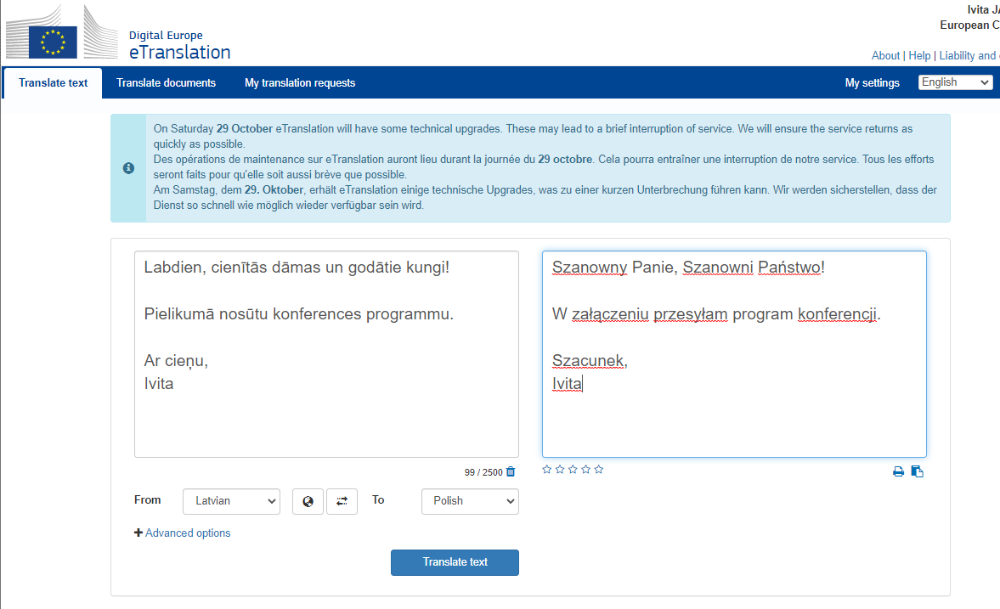 Ivita JA
European C
Digital Europe
eTranslation
About | Help | Liability and
Translate text Translate documents My translation requests My settings English
On Saturday 29 October eTranslation will have some technical upgrades. These may lead to a brief interruption of service. We will ensure the service returns as
quickly as possible.
Des opérations de maintenance sur eTranslation auront lieu durant la journée du 29 octobre. Cela pourra entraîner une interruption de notre service. Tous les efforts
seront faits pour qu'elle soit aussi brève que possible.
Am Samstag, dem 29. Oktober, erhält eTranslation einige technische Upgrades, was zu einer kurzen Unterbrechung führen kann. Wir werden sicherstellen, dass der
Dienst so schnell wie möglich wieder verfügbar sein wird.
Labdien, cienītās dāmas un godātie kungi!
Pielikumā nosūtu konferences programmu.
Ar cieņu,
Ivita
Szanowny Panie, Szanowni Państwo!
W załączeniu przesyłam program konferencji.
Szacunek,
Ivita
99 / 2500
From Latvian To Polish
Advanced options
Translate text